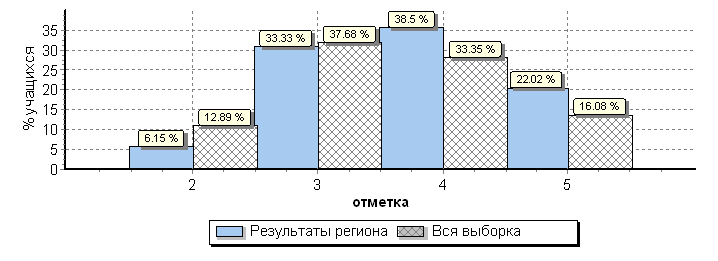 38.5 %
33.33 % 37.68 %
33.35 %
22.02 %
16.08 %
12.89 %
6.15 %
% учащихся
35
30
25
20
15
10
5
0
2 3 4 5
отметка
Результаты региона Вся выборка